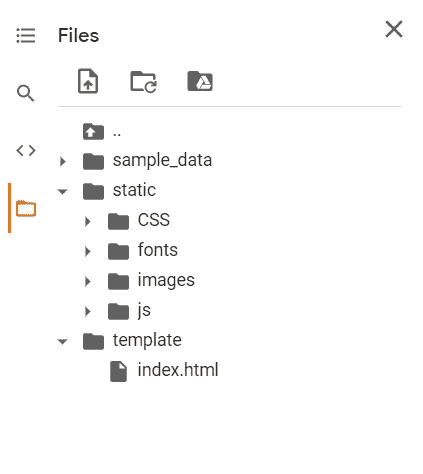 Files
..
sample_data
static
CSS
fonts
images
js
template
index.html